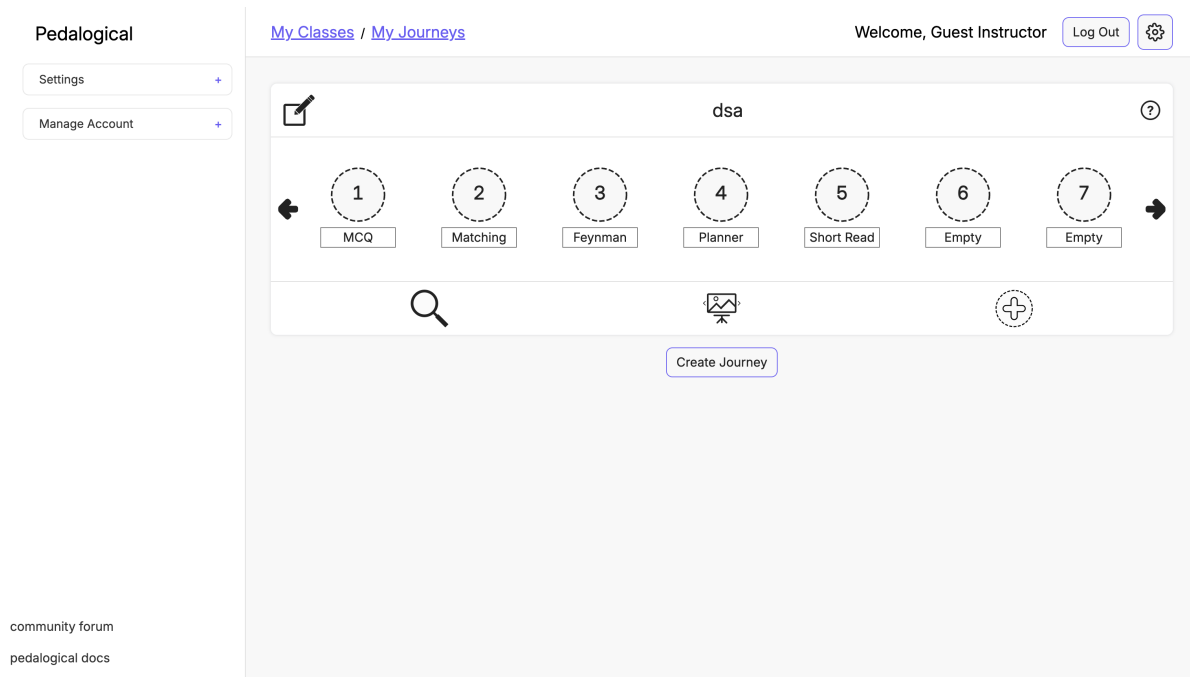 Pedalogical
My Classes / My Journeys
Welcome, Guest Instructor
Log Out
Settings +
Manage Account +
dsa
?
1 2 3 4 5 6 7
MCQ Matching Feynman Planner Short Read Empty Empty
Create Journey
community forum
pedalogical docs